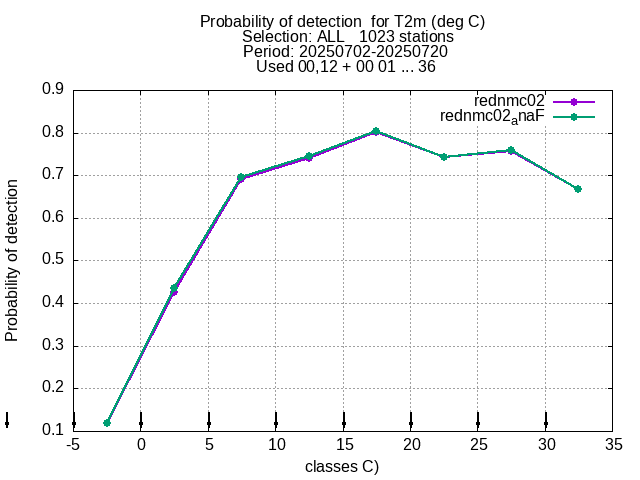 Probability of detection  for T2m (deg C)
Selection: ALL   1023 stations
Period: 20250702-20250720
Used 00,12 + 00 01 ... 36
rednmc02
rednmc02anaF
Probability of detection
0.9
0.8
0.7
0.6
0.5
0.4
0.3
0.2
0.1
-5 0 5 10 15 20 25 30 35
classes C)